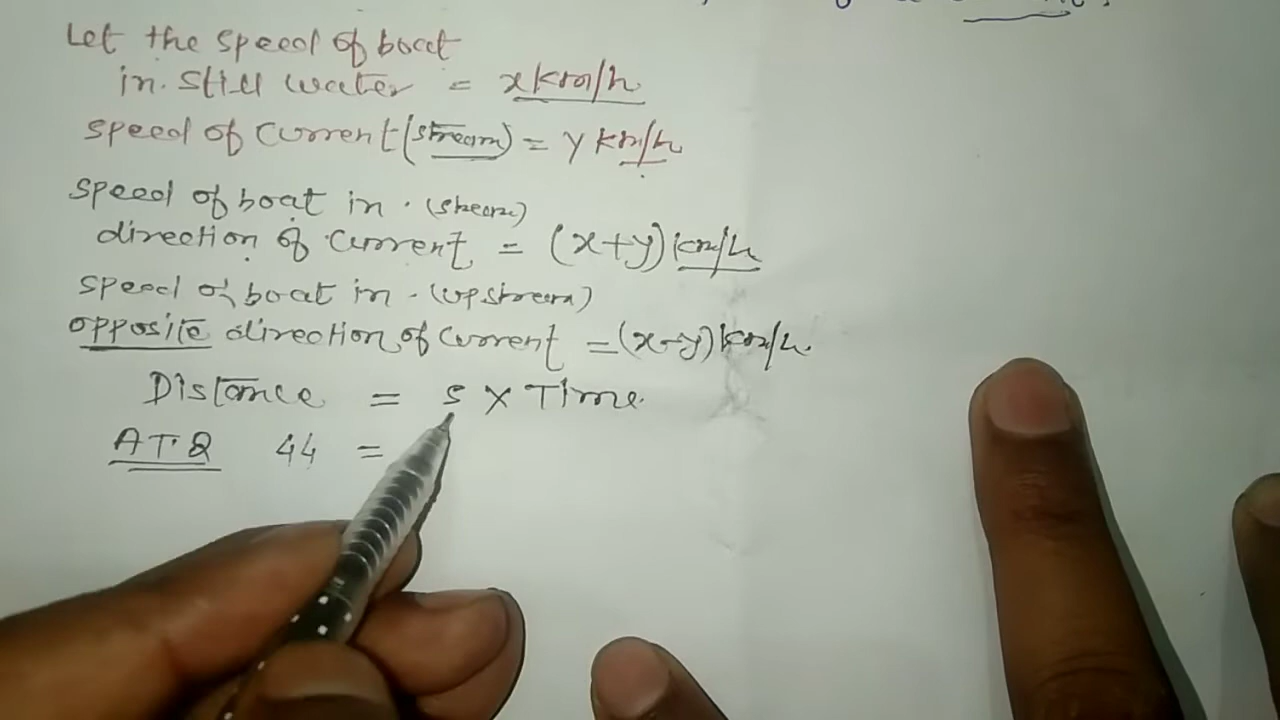 Let the speed of boat
in still water = x km/h
speed of current (stream) = y km/h
speed of boat in
direction of current = (x+y) km/h
speed of boat in (upstream)
opposite direction of current = (x-y) km/h
Distance = S × Time
ATQ 44 =